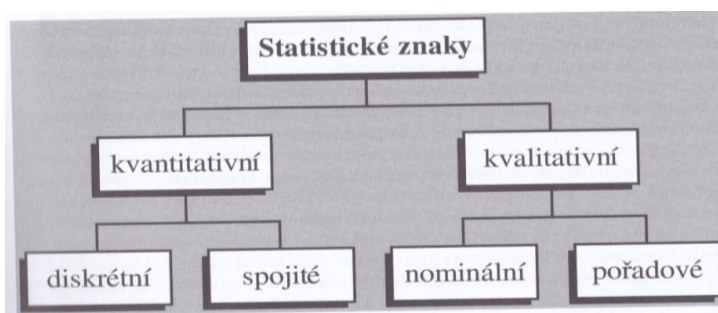 Statistické znaky
kvantitativní kvalitativní
diskrétní spojité nominální pořadové